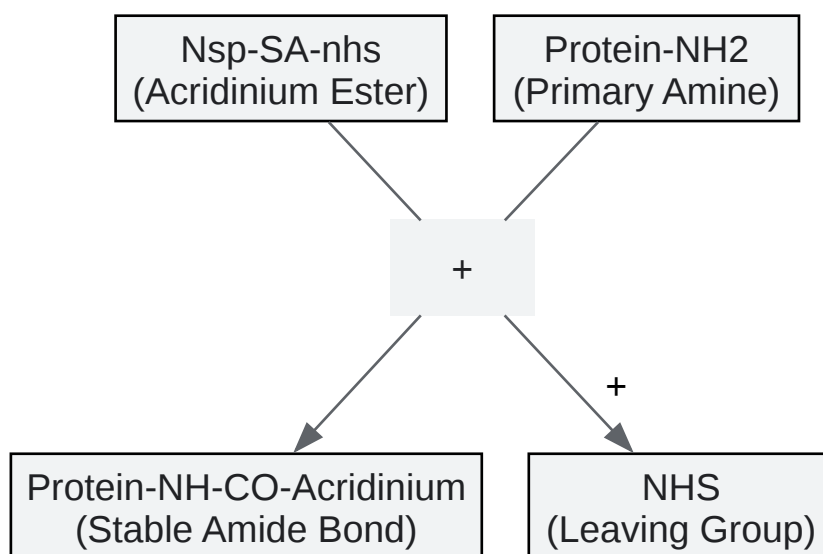 Nsp-SA-nhs
(Acridinium Ester)
Protein-NH2
(Primary Amine)
+
+
Protein-NH-CO-Acridinium
(Stable Amide Bond)
NHS
(Leaving Group)